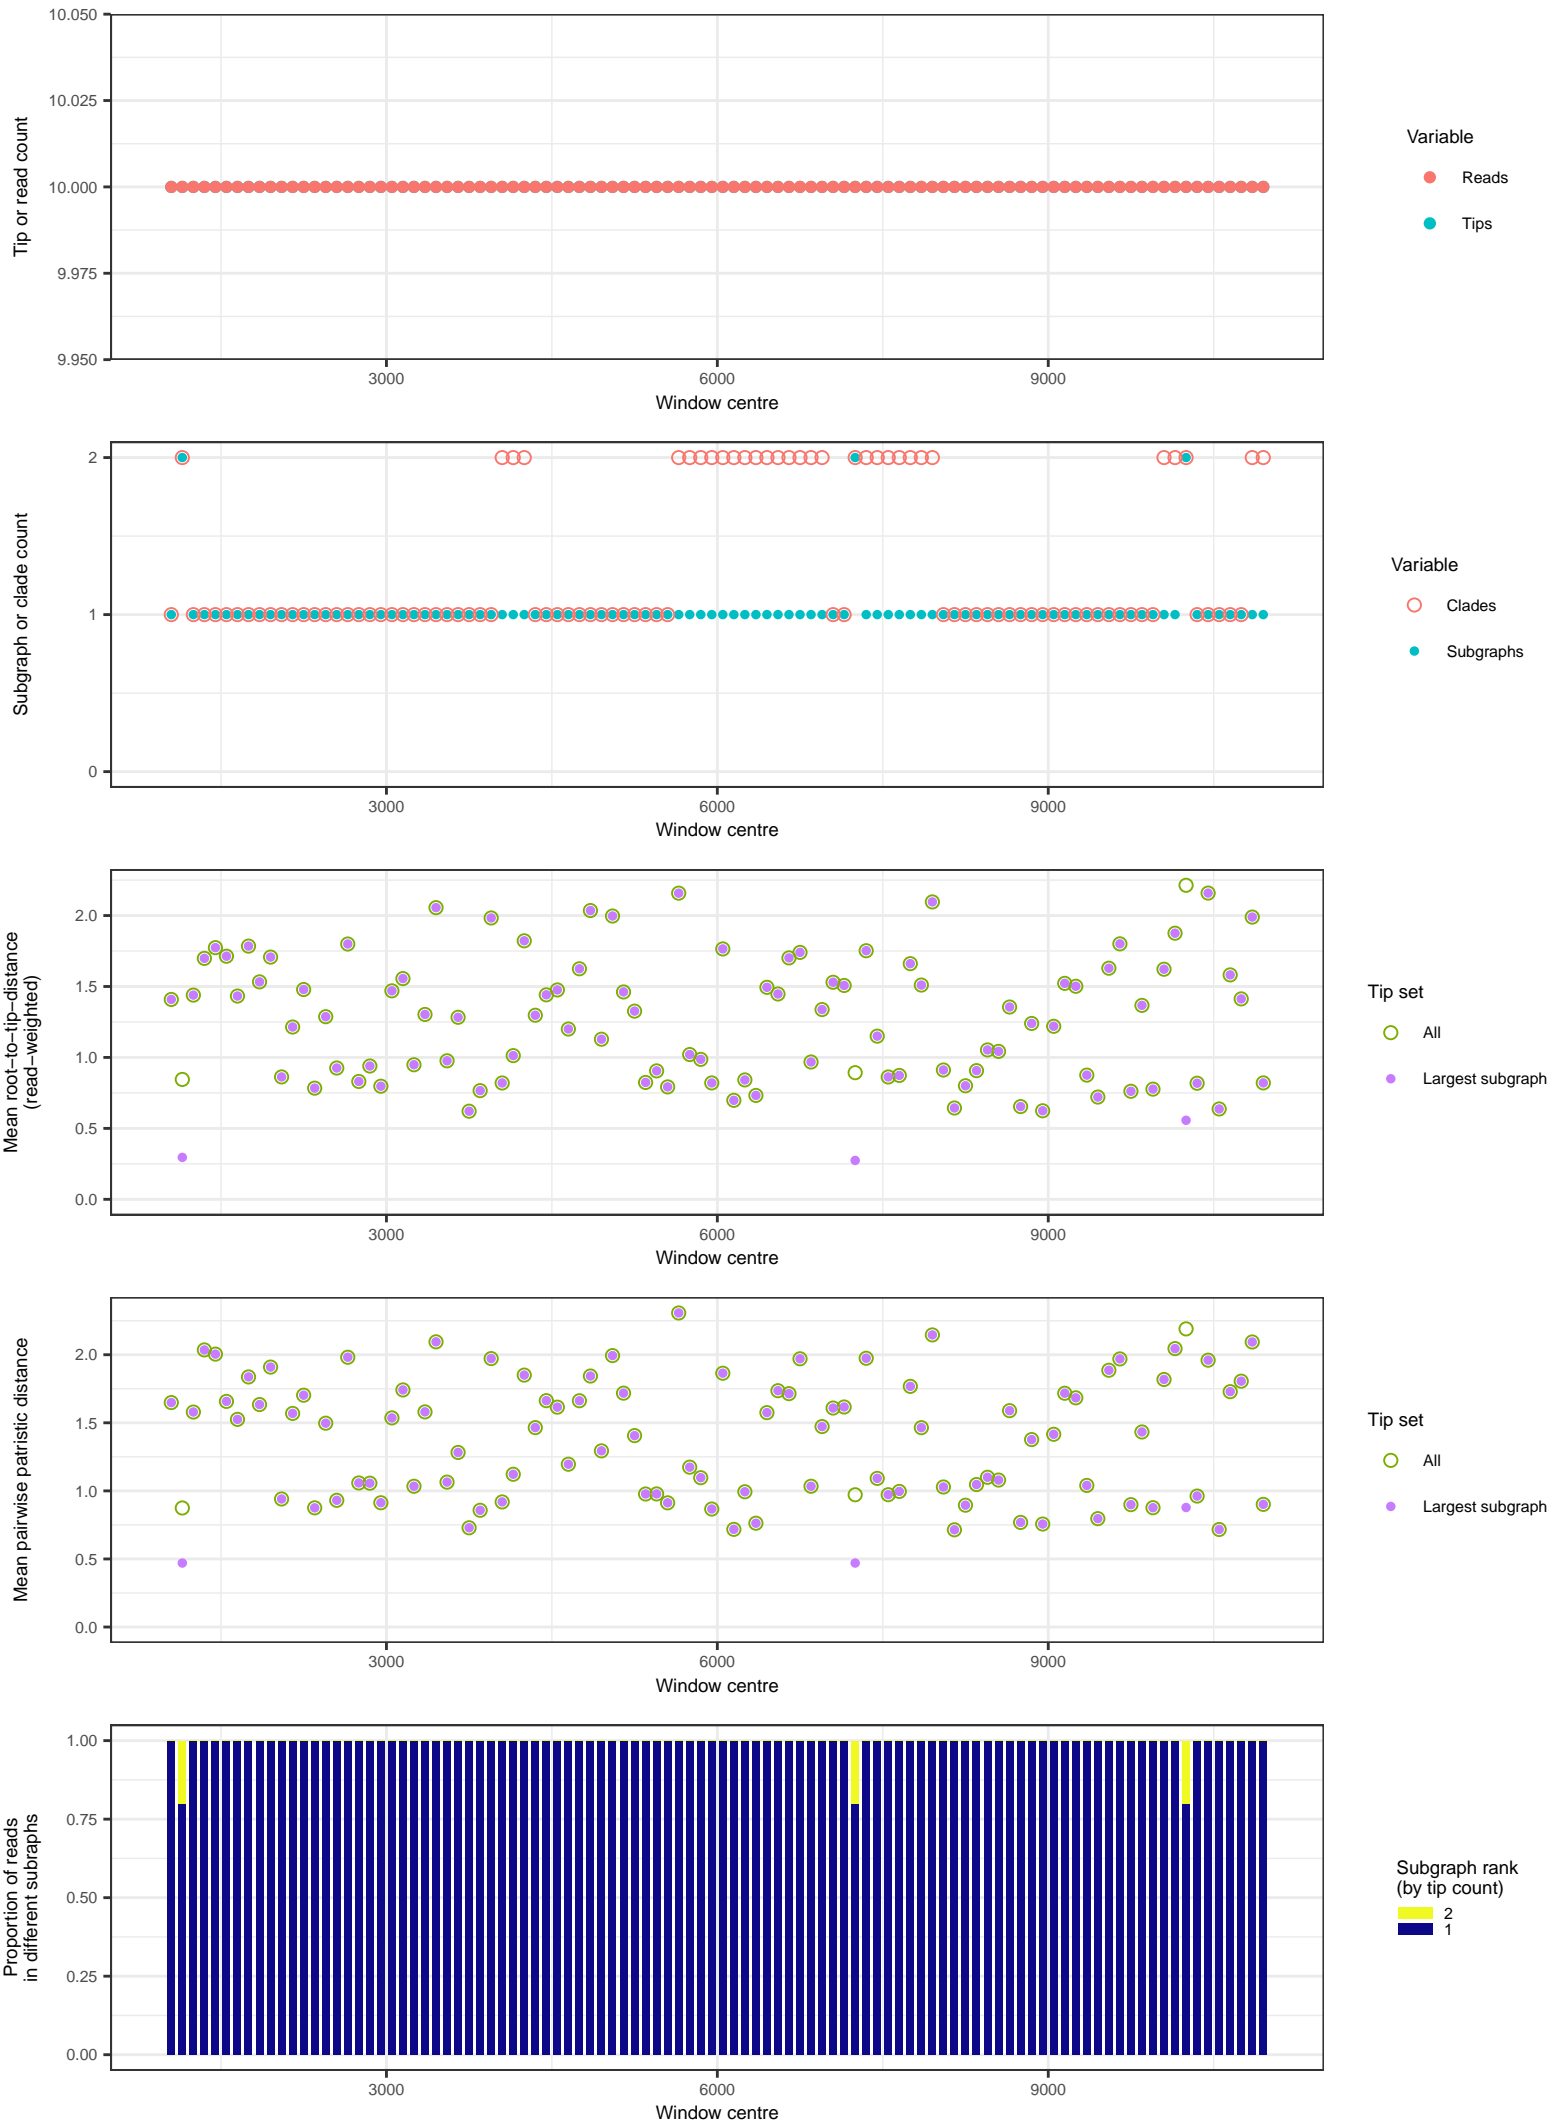 10.050
10.025
10.000
9.975
9.950
Tip or read count
3000 6000 9000
Window centre
Variable
Reads
Tips
2
1
0
Subgraph or clade count
3000 6000 9000
Window centre
Variable
Clades
Subgraphs
2.0
1.5
1.0
0.5
0.0
Mean root−to−tip−distance
(read−weighted)
3000 6000 9000
Window centre
Tip set
All
Largest subgraph
2.0
1.5
1.0
0.5
0.0
Mean pairwise patristic distance
3000 6000 9000
Window centre
Tip set
All
Largest subgraph
1.00
0.75
0.50
0.25
0.00
Proportion of reads
in different subraphs
3000 6000 9000
Window centre
Subgraph rank
(by tip count)
2
1